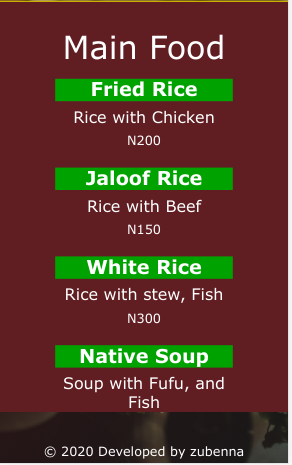 Main Food
Fried Rice
Rice with Chicken
N200
Jaloof Rice
Rice with Beef
N150
White Rice
Rice with stew, Fish
N300
Native Soup
Soup with Fufu, and
Fish
© 2020 Developed by zubenna